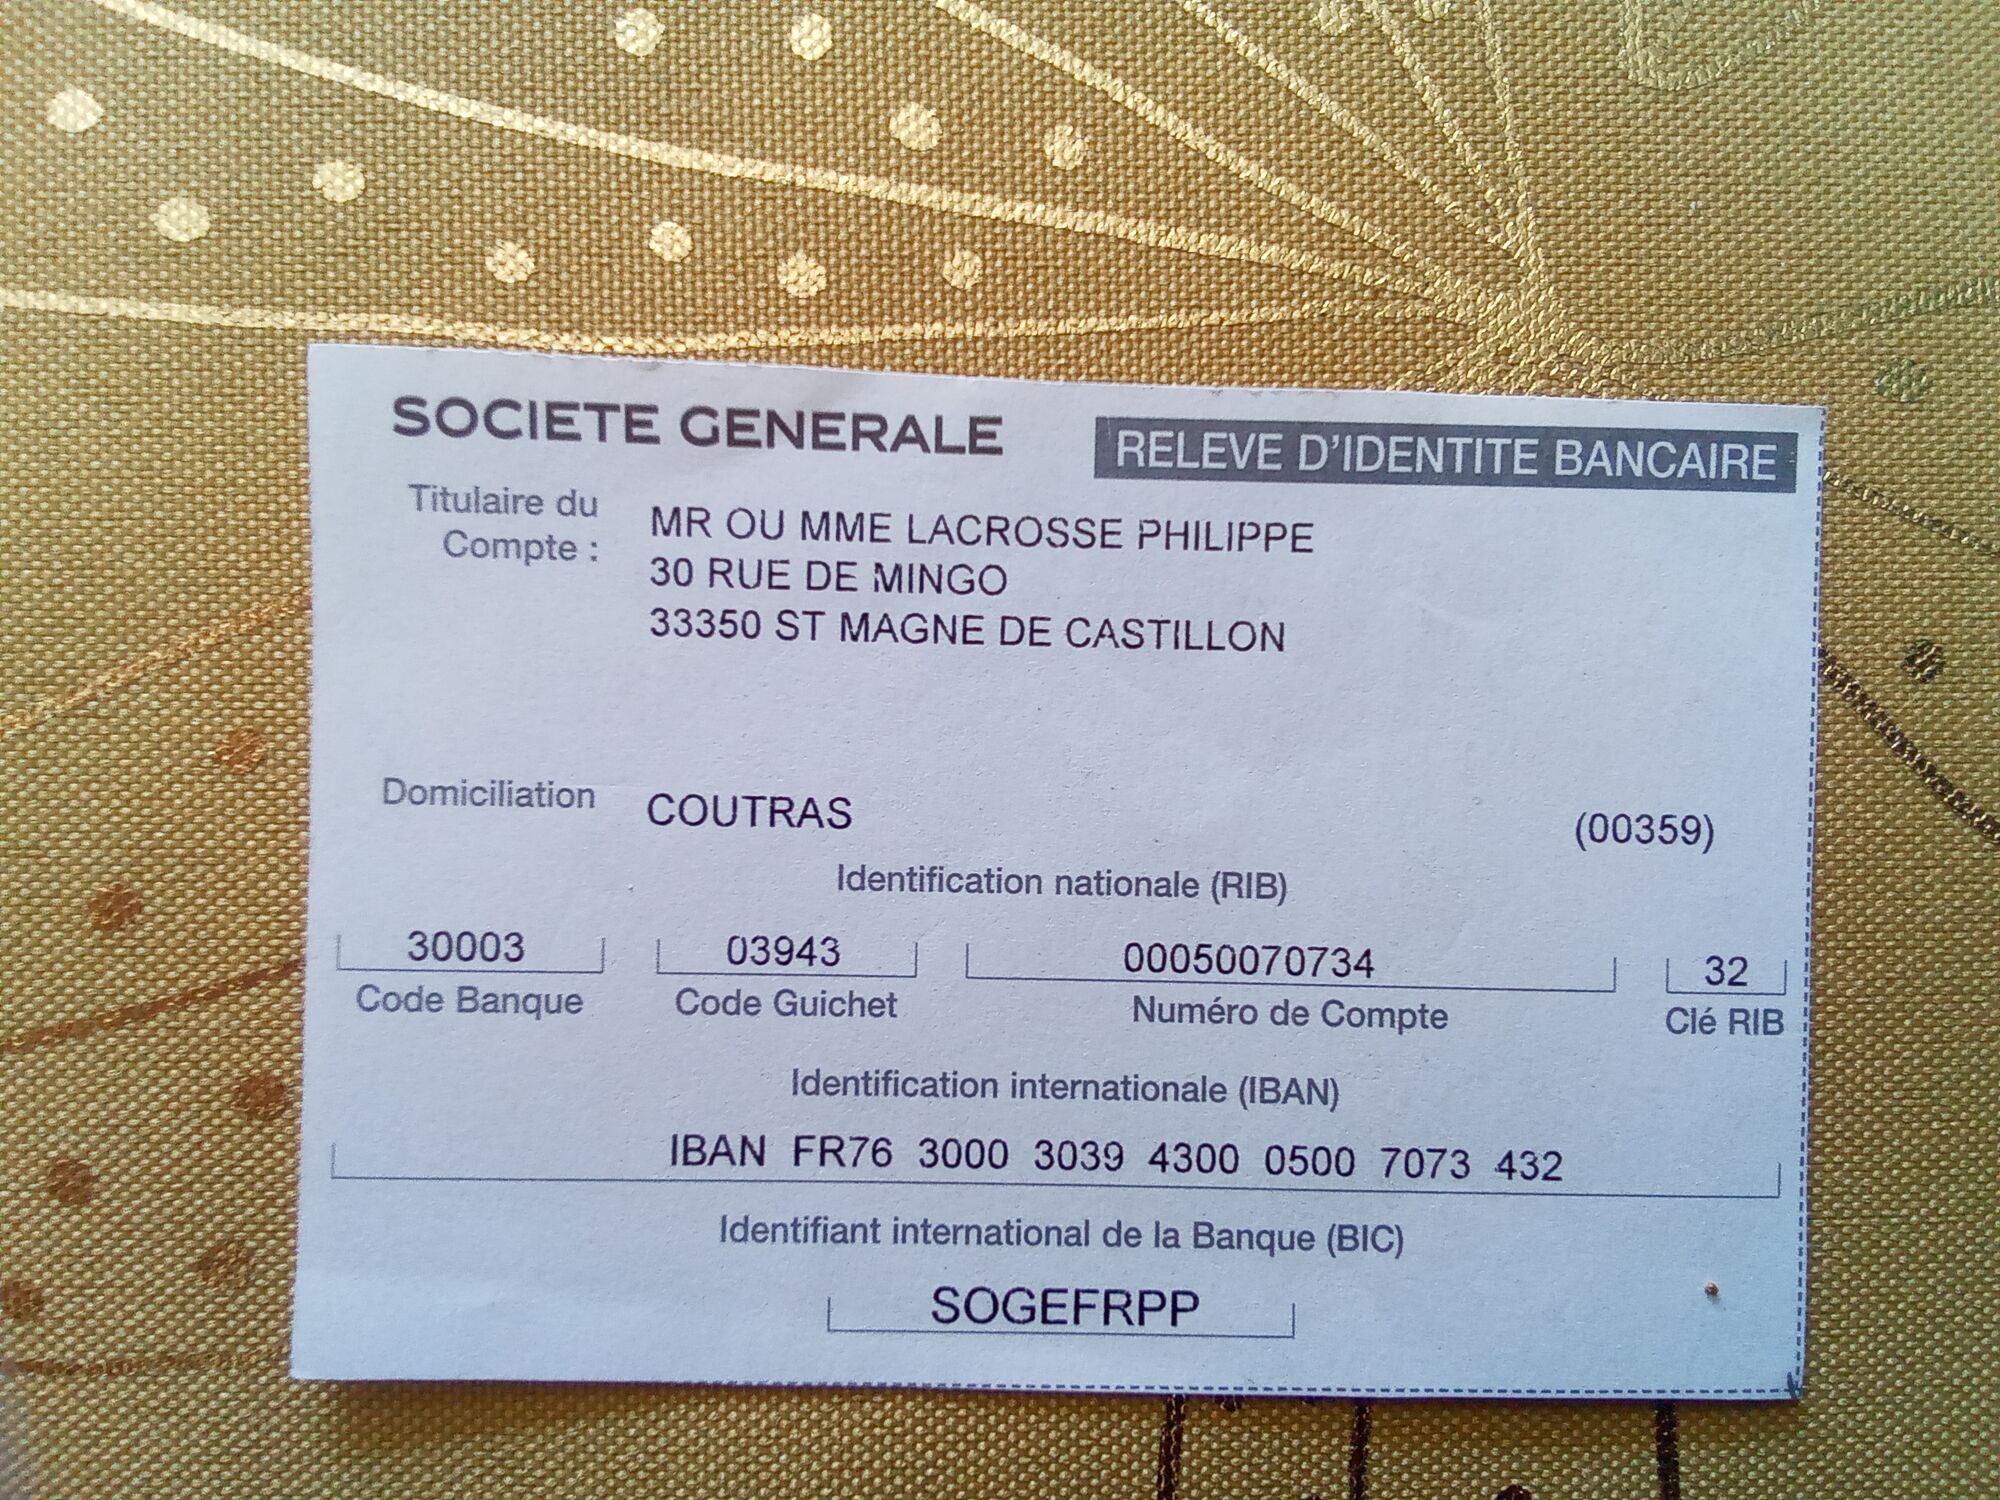 SOCIETE GENERALE
RELEVE D'IDENTITE BANCAIRE
Titulaire du Compte : MR OU MME LACROSSE PHILIPPE
30 RUE DE MINGO
33350 ST MAGNE DE CASTILLON
Domiciliation COUTRAS (00359)
Identification nationale (RIB)
30003 03943 00050070734 32
Code Banque Code Guichet Numéro de Compte Clé RIB
Identification internationale (IBAN)
IBAN FR76 3000 3039 4300 0500 7073 432
Identifiant international de la Banque (BIC)
SOGEFRPP